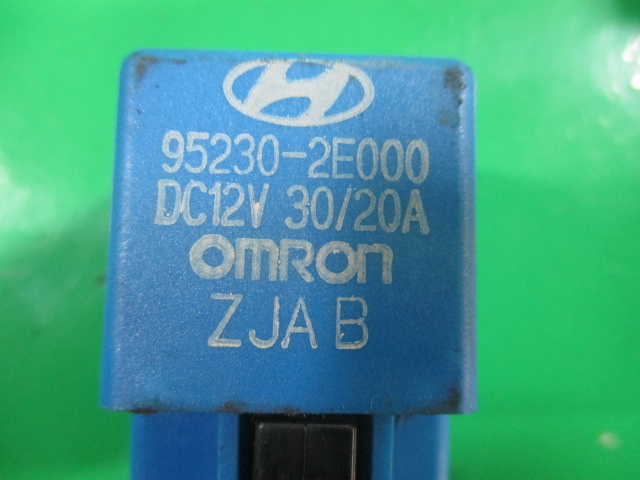 95230-2E000
DC12V 30/20A
omron
ZJA B